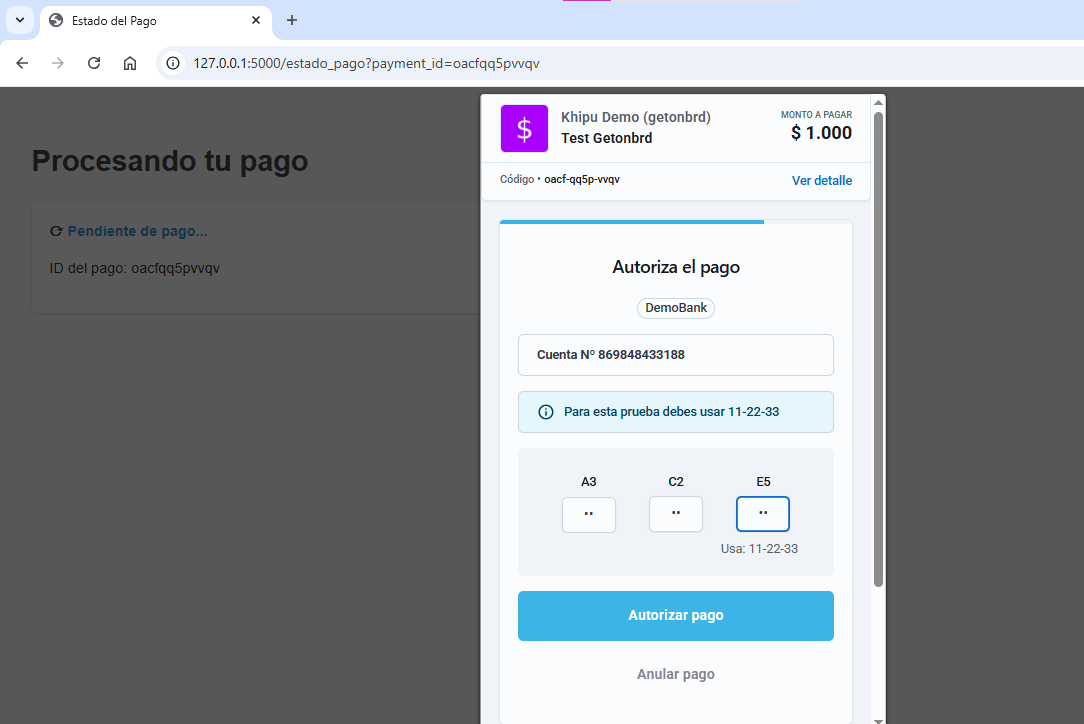 Estado del Pago
127.0.0.1:5000/estado_pago?payment_id=oacfqq5pvvqv
Procesando tu pago
Pendiente de pago...
ID del pago: oacfqq5pvvqv
$
Khipu Demo (getonbrd)
Test Getonbrd
MONTO A PAGAR
$ 1.000
Código • oacf-qq5p-vvqv
Ver detalle
Autoriza el pago
DemoBank
Cuenta Nº 869848433188
Para esta prueba debes usar 11-22-33
A3 C2 E5
•• •• ••
Usa: 11-22-33
Autorizar pago
Anular pago